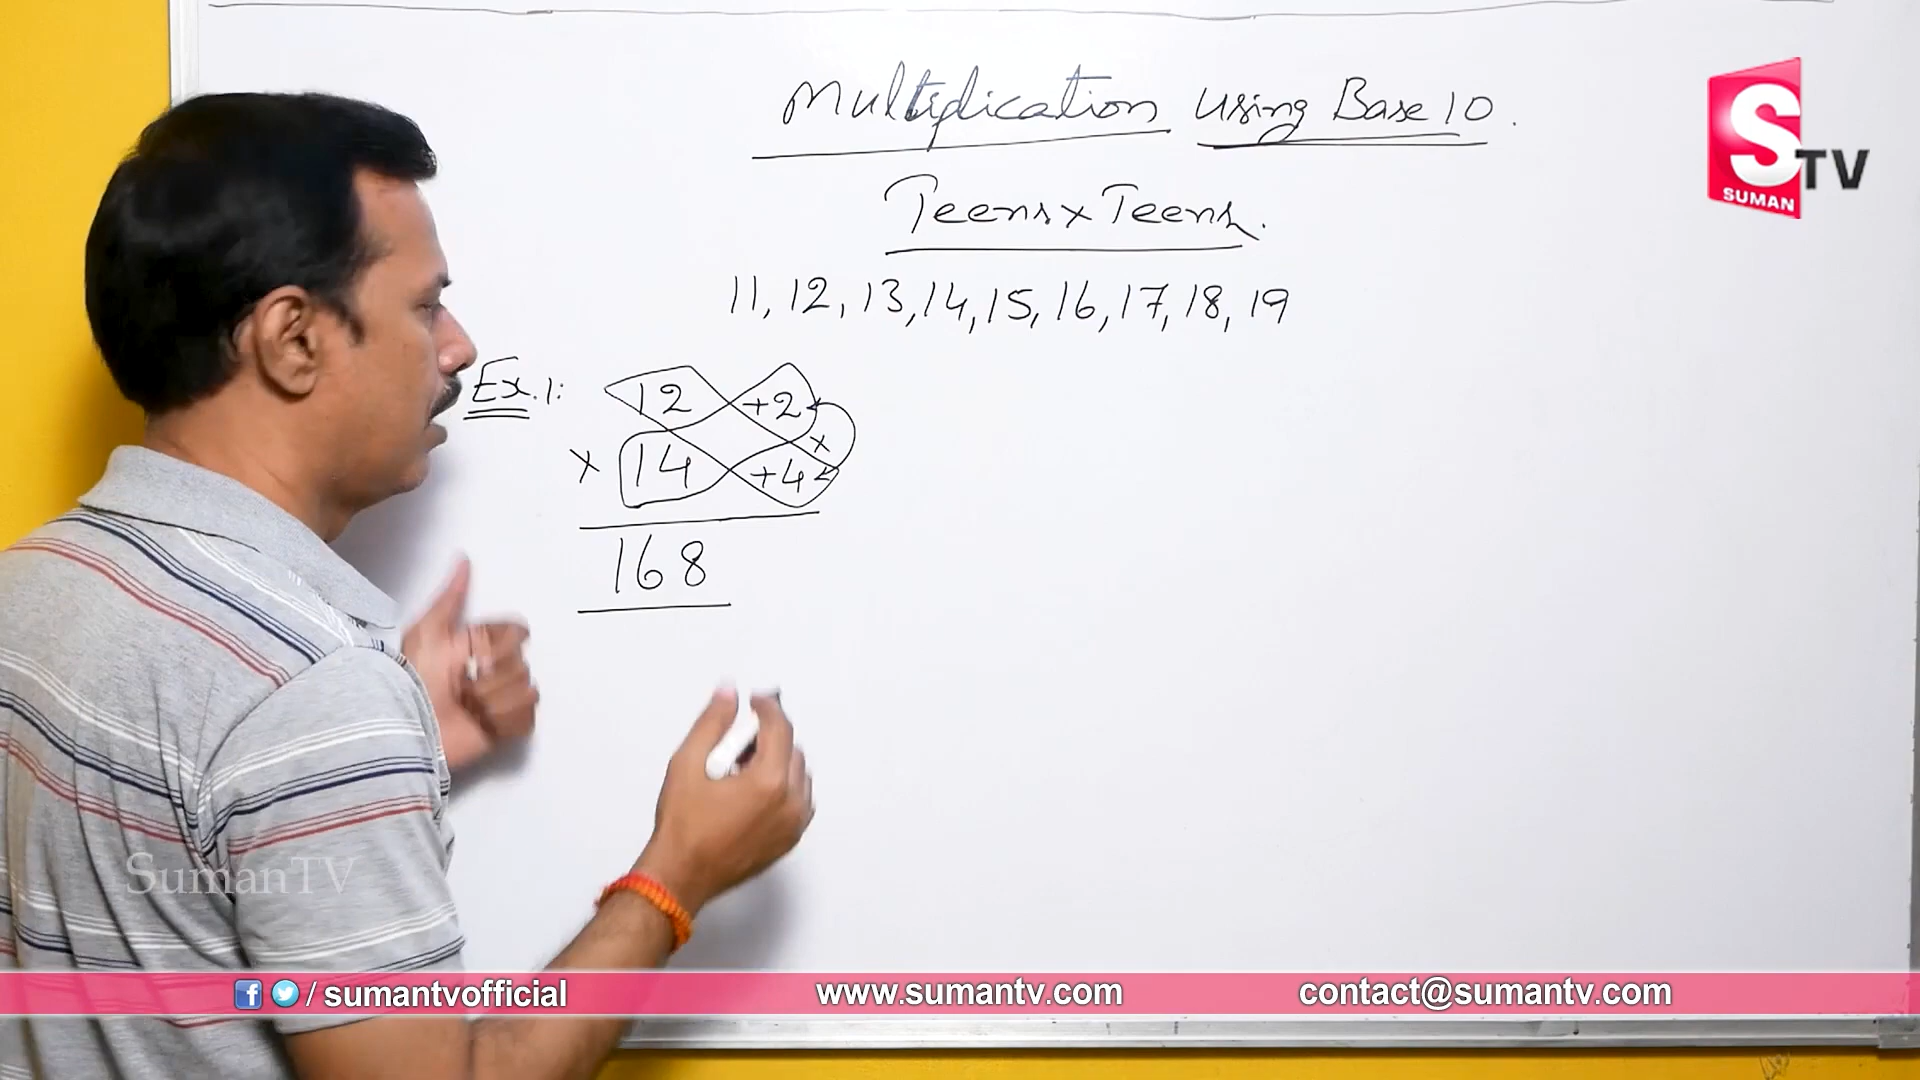 Multiplication using Base 10.
Teens x Teens.
11, 12, 13, 14, 15, 16, 17, 18, 19
Ex.1:
12 +2
x
x 14 +4
168
S TV
SUMAN
SumanTV
/ sumantvofficial
www.sumantv.com
contact@sumantv.com